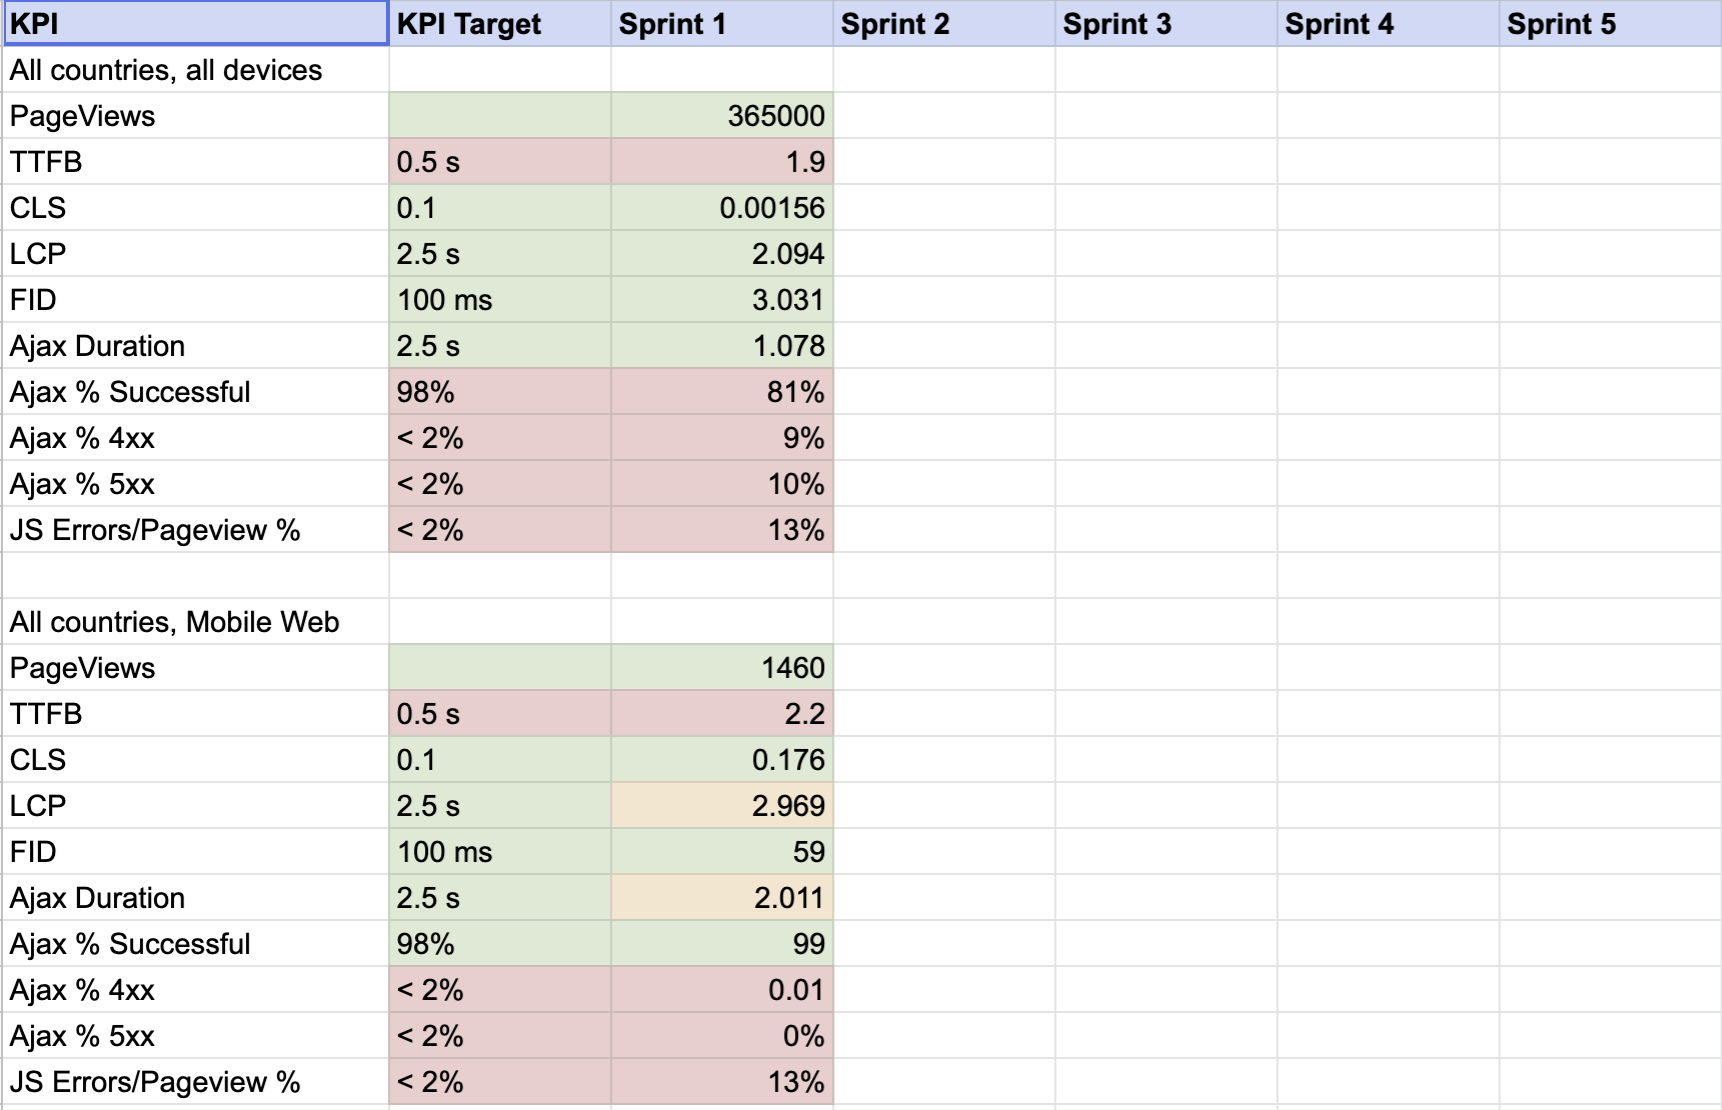 KPI KPI Target Sprint 1 Sprint 2 Sprint 3 Sprint 4 Sprint 5
All countries, all devices
PageViews 365000
TTFB 0.5 s 1.9
CLS 0.1 0.00156
LCP 2.5 s 2.094
FID 100 ms 3.031
Ajax Duration 2.5 s 1.078
Ajax % Successful 98% 81%
Ajax % 4xx < 2% 9%
Ajax % 5xx < 2% 10%
JS Errors/Pageview % < 2% 13%
All countries, Mobile Web
PageViews 1460
TTFB 0.5 s 2.2
CLS 0.1 0.176
LCP 2.5 s 2.969
FID 100 ms 59
Ajax Duration 2.5 s 2.011
Ajax % Successful 98% 99
Ajax % 4xx < 2% 0.01
Ajax % 5xx < 2% 0%
JS Errors/Pageview % < 2% 13%